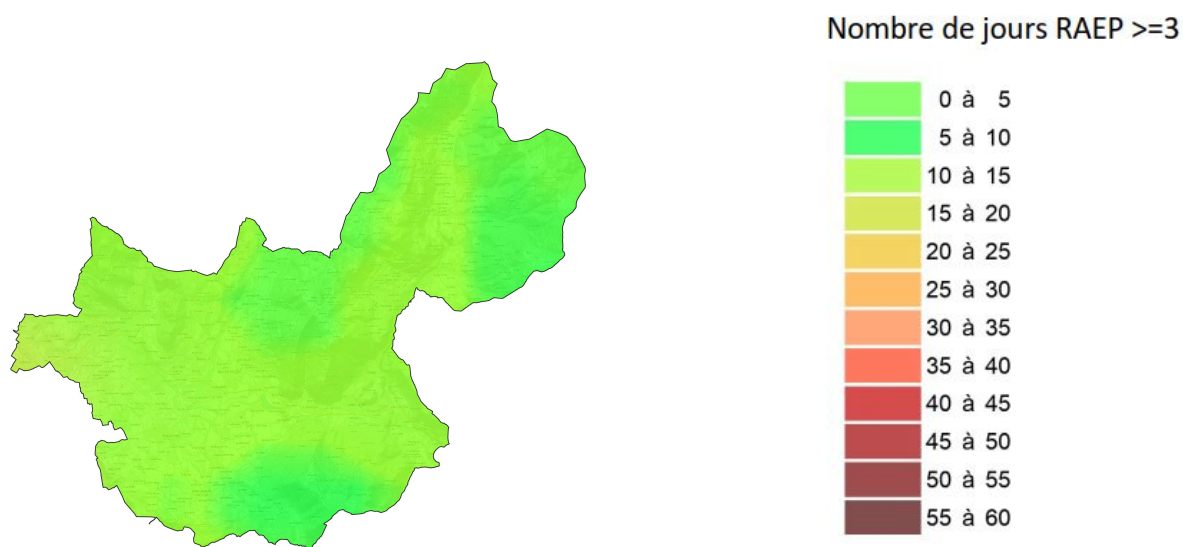 Nombre de jours RAEP >=3
0 à 5
5 à 10
10 à 15
15 à 20
20 à 25
25 à 30
30 à 35
35 à 40
40 à 45
45 à 50
50 à 55
55 à 60